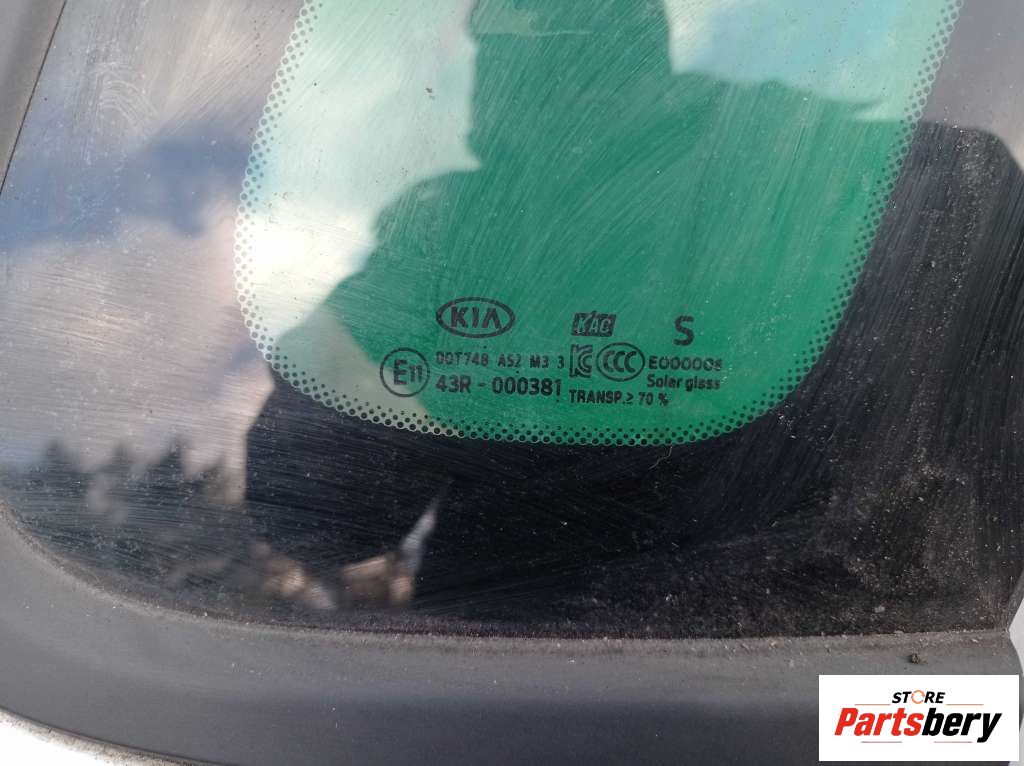 KIA
KAC S
DOT748 AS2 M3 3 KC CCC E000006
E11 43R - 000381 Solar glass
TRANSP.≥ 70 %
STORE
Partsbery